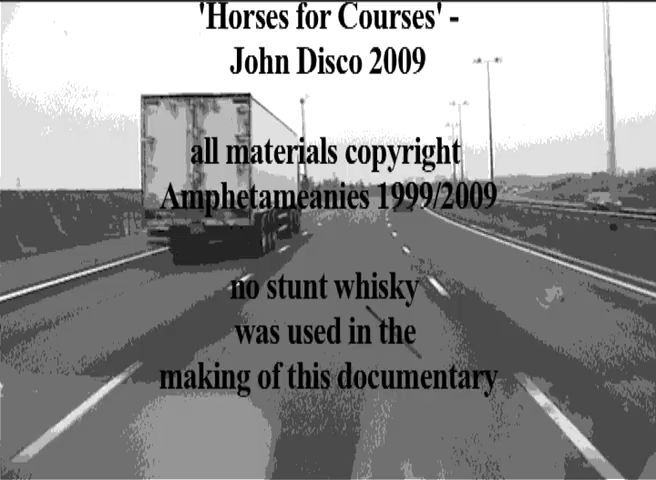 'Horses for Courses' -
John Disco 2009
all materials copyright
Amphetameanies 1999/2009
no stunt whisky
was used in the
making of this documentary